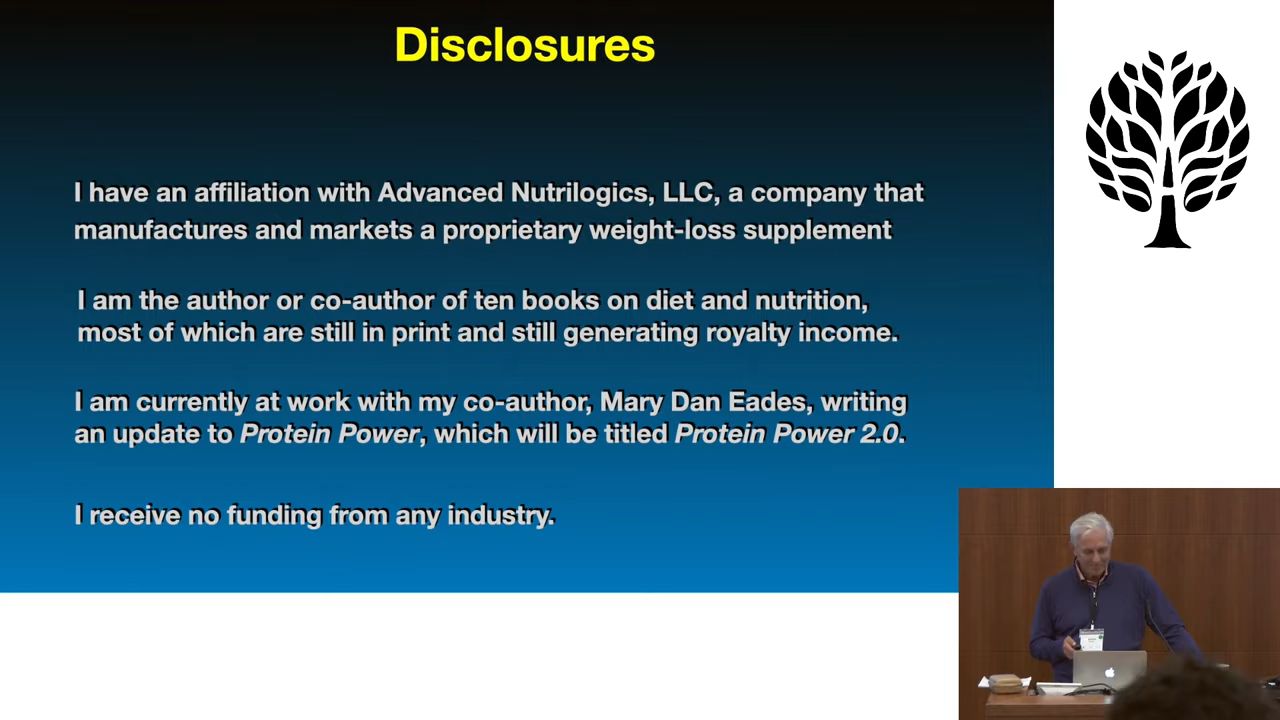 Disclosures
I have an affiliation with Advanced Nutrilogics, LLC, a company that
manufactures and markets a proprietary weight-loss supplement
I am the author or co-author of ten books on diet and nutrition,
most of which are still in print and still generating royalty income.
I am currently at work with my co-author, Mary Dan Eades, writing
an update to Protein Power, which will be titled Protein Power 2.0.
I receive no funding from any industry.